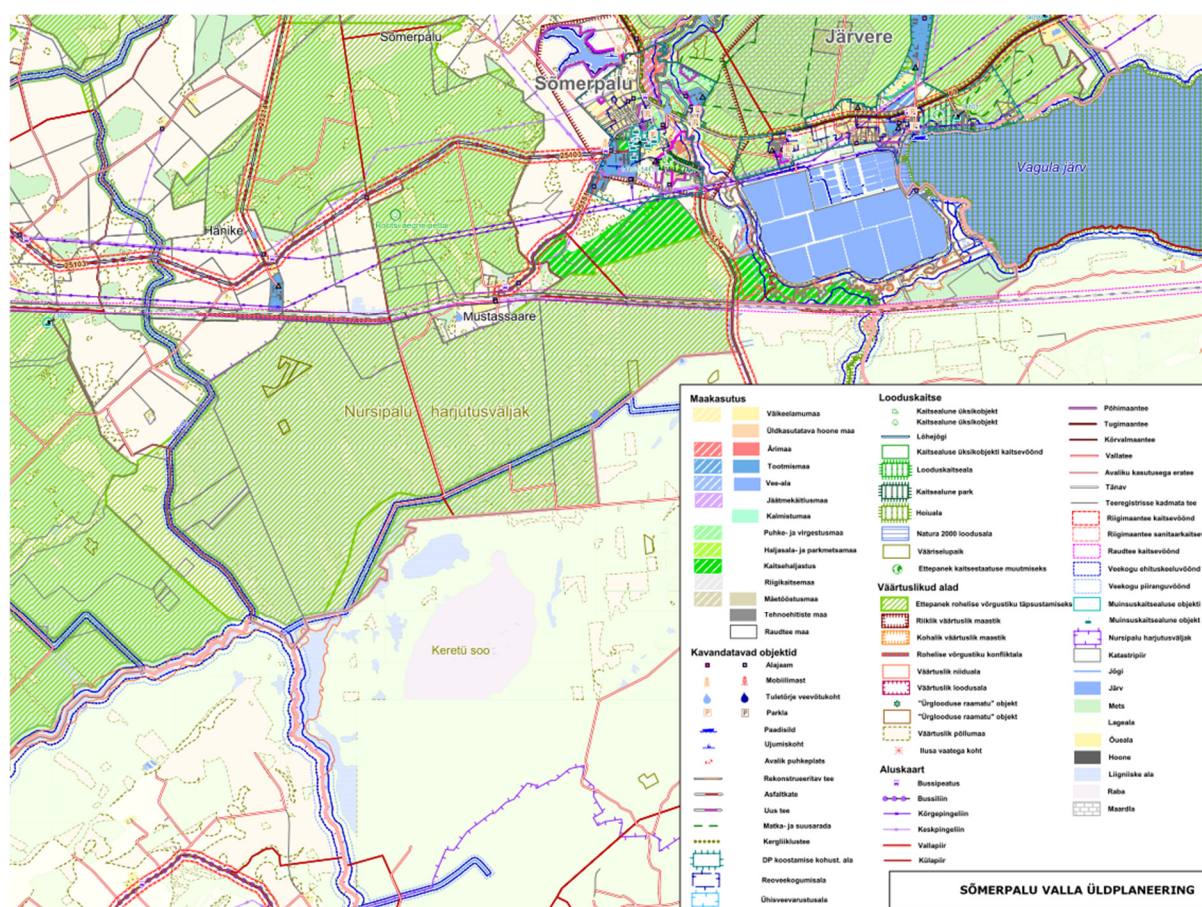 Sõmerpalu
Järvere
Sõmerpalu
Vagula järv
25103
Hänike
25103
Mustassaare
Nursipalu harjutusväljak
Keretü soo
Maakasutus
Väikeelamumaa
Üldkasutatava hoone maa
Ärimaa
Tootmismaa
Vee-ala
Jäätmekäitlusmaa
Kalmistumaa
Puhke- ja virgestusmaa
Haljasala- ja parkmetsamaa
Kaitsehaljastus
Riigikaitsemaa
Mäetööstusmaa
Tehnoehitiste maa
Raudtee maa
Kavandatavad objektid
Alajaam
Mobiilimast
Tuletõrje veevõtukoht
Parkla
Paadisild
Ujumiskoht
Avalik puhkeplats
Rekonstrueeritav tee
Asfaltkate
Uus tee
Matka- ja suusarada
Kergliiklustee
DP koostamise kohust. ala
Reoveekogumisala
Ühisveevarustusala
Looduskaitse
Kaitsealune üksikobjekt
Kaitsealune üksikobjekt
Lõhejõgi
Kaitsealuse üksikobjekti kaitsevöönd
Looduskaitseala
Kaitsealune park
Hoiuala
Natura 2000 loodusala
Vääriselupaik
Ettepanek kaitsestaatuse muutmiseks
Väärtuslikud alad
Ettepanek rohelise võrgustiku täpsustamiseks
Riiklik väärtuslik maastik
Kohalik väärtuslik maastik
Rohelise võrgustiku konfliktala
Väärtuslik niiduala
Väärtuslik loodusala
"Ürglooduse raamatu" objekt
"Ürglooduse raamatu" objekt
Väärtuslik põllumaa
Ilusa vaatega koht
Aluskaart
Bussipeatus
Bussiliin
Kõrgepingeliin
Keskpingeliin
Vallapiir
Külapiir
Põhimaantee
Tugimaantee
Kõrvalmaantee
Vallatee
Avaliku kasutusega eratee
Tänav
Teeregistrisse kadmata tee
Riigimaantee kaitsevöönd
Riigimaantee sanitaarkaitsev
Raudtee kaitsevöönd
Veekogu ehituskeeluvöönd
Veekogu piiranguvöönd
Muinsuskaitsealuse objekti
Muinsuskaitsealune objekt
Nursipalu harjutusväljak
Katastripiir
Jõgi
Järv
Mets
Lageala
Õueala
Hoone
Liigniiske ala
Raba
Maardla
SÕMERPALU VALLA ÜLDPLANEERING